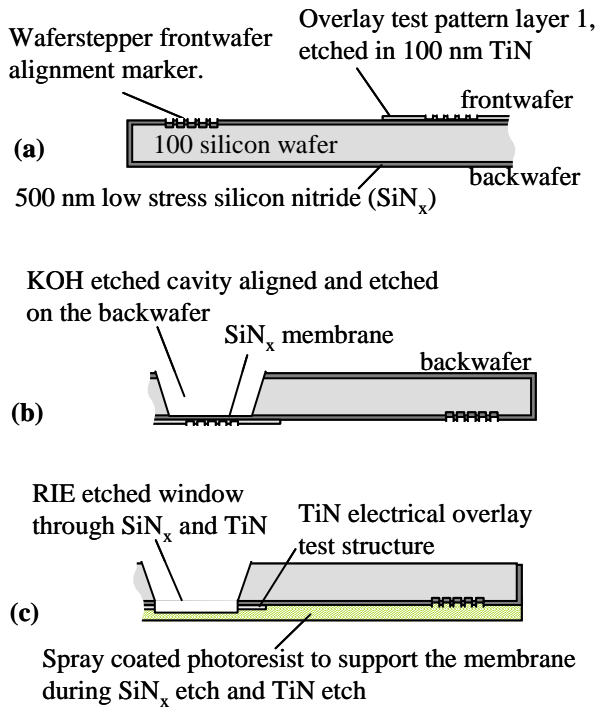 Waferstepper frontwafer
alignment marker.
Overlay test pattern layer 1,
etched in 100 nm TiN
frontwafer
(a)
100 silicon wafer
backwafer
500 nm low stress silicon nitride (SiNx)
KOH etched cavity aligned and etched
on the backwafer
SiNx membrane
backwafer
(b)
RIE etched window
through SiNx and TiN
TiN electrical overlay
test structure
(c)
Spray coated photoresist to support the membrane
during SiNx etch and TiN etch